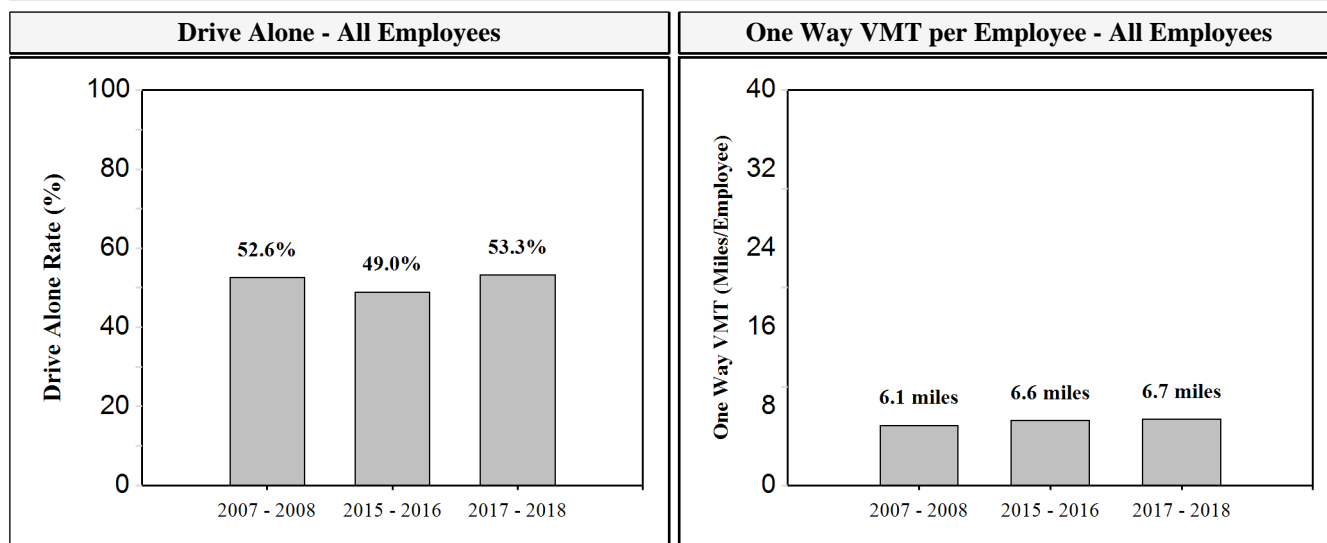 Drive Alone - All Employees
Drive Alone Rate (%)
100
80
60
40
20
0
52.6%
49.0%
53.3%
2007 - 2008
2015 - 2016
2017 - 2018
One Way VMT per Employee - All Employees
One Way VMT (Miles/Employee)
40
32
24
16
8
0
6.1 miles
6.6 miles
6.7 miles
2007 - 2008
2015 - 2016
2017 - 2018